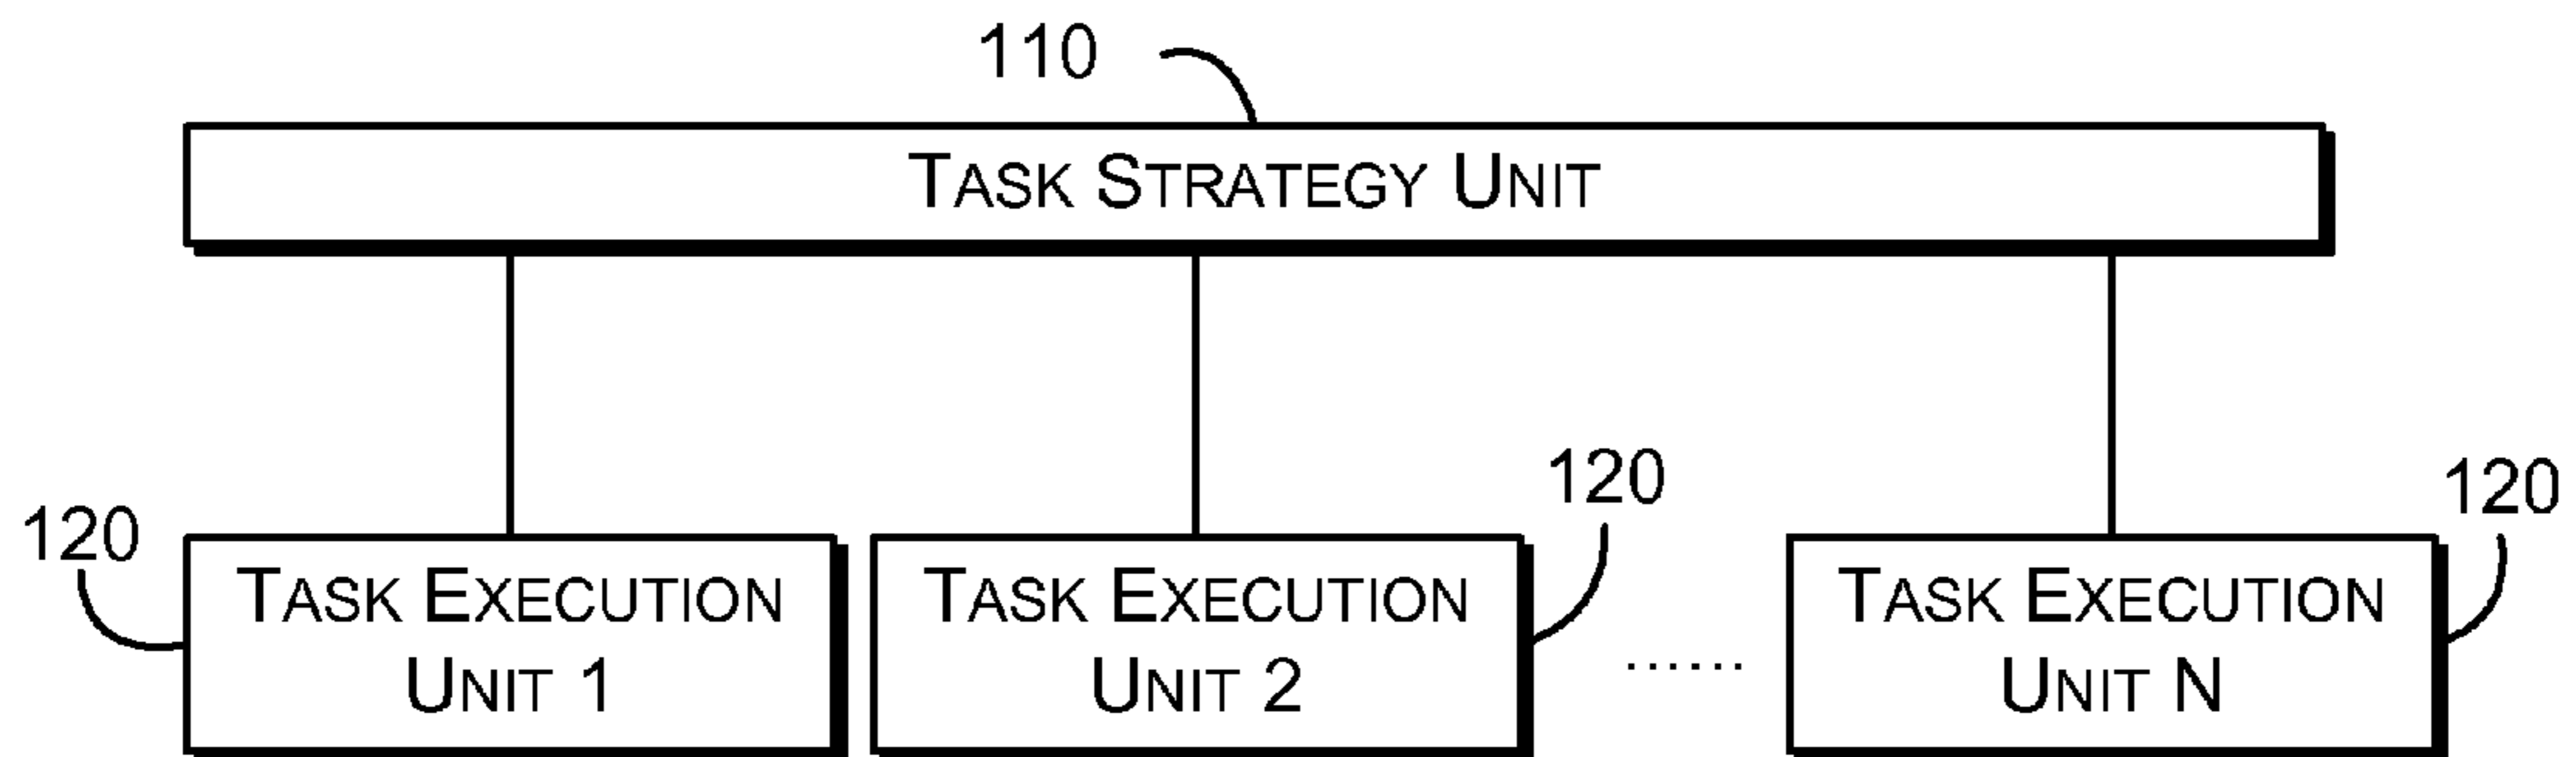 110
TASK STRATEGY UNIT
120
120
120
TASK EXECUTION
UNIT 1
TASK EXECUTION
UNIT 2
......
TASK EXECUTION
UNIT N